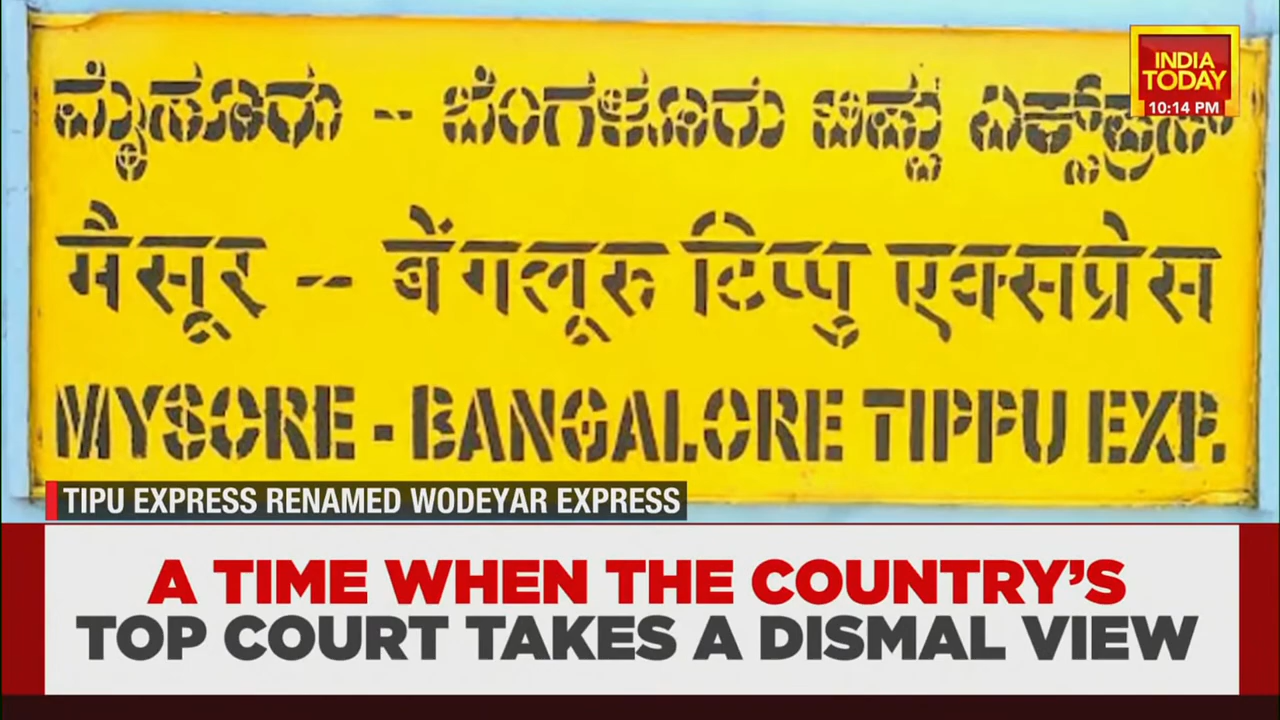 INDIA
TODAY
10:14 PM
ಮೈಸೂರು -- ಬೆಂಗಳೂರು ಟಿಪ್ಪು ಎಕ್ಸ್‌ಪ್ರೆಸ್
मैसूर -- बेंगलूरु टिप्पु एक्सप्रेस
MYSORE - BANGALORE TIPPU EXP.
TIPU EXPRESS RENAMED WODEYAR EXPRESS
A TIME WHEN THE COUNTRY'S
TOP COURT TAKES A DISMAL VIEW